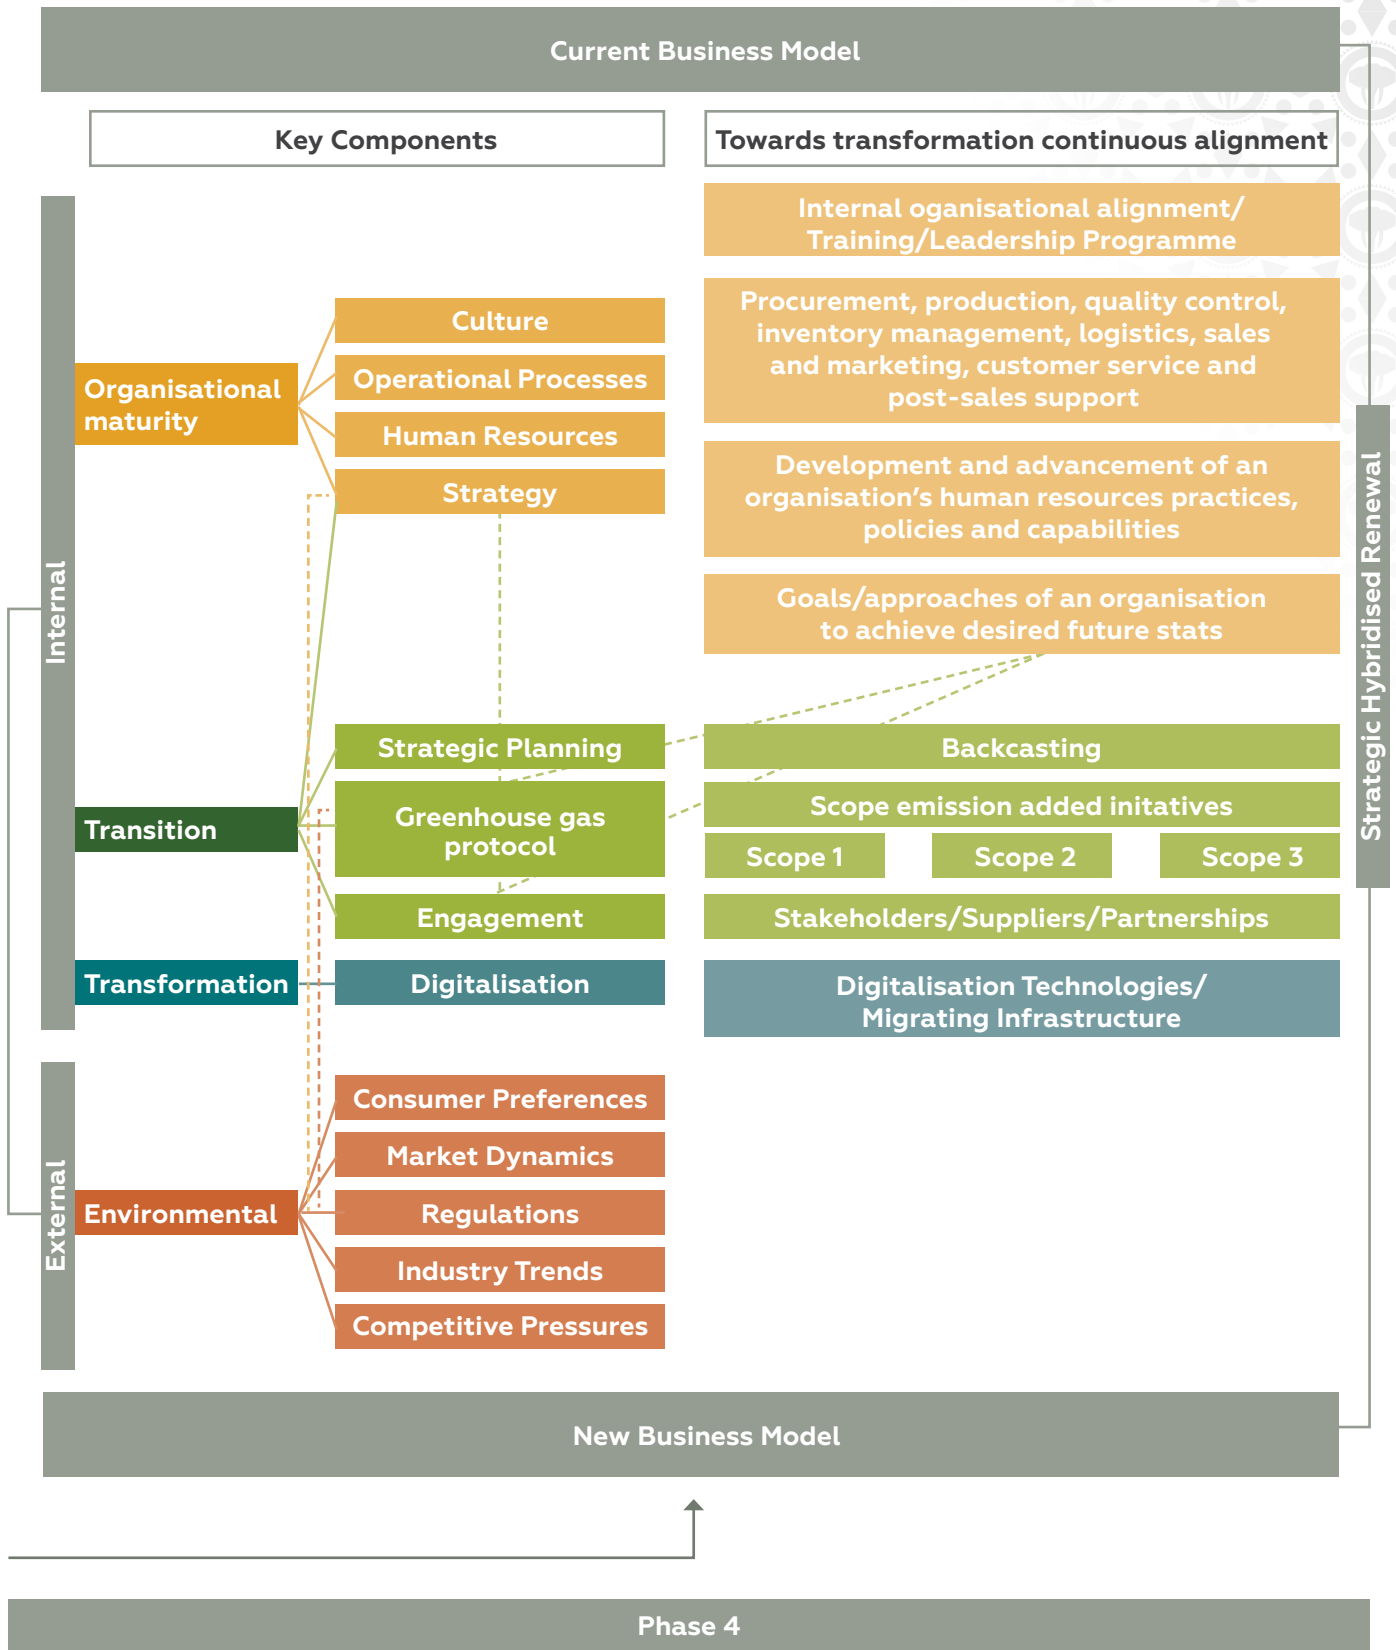 Current Business Model
Key Components
Towards transformation continuous alignment
Internal
Organisational
maturity
Culture
Operational Processes
Human Resources
Strategy
Internal oganisational alignment/
Training/Leadership Programme
Procurement, production, quality control,
inventory management, logistics, sales
and marketing, customer service and
post-sales support
Development and advancement of an
organisation's human resources practices,
policies and capabilities
Goals/approaches of an organisation
to achieve desired future stats
Transition
Strategic Planning
Greenhouse gas
protocol
Engagement
Backcasting
Scope emission added initatives
Scope 1
Scope 2
Scope 3
Stakeholders/Suppliers/Partnerships
Transformation
Digitalisation
Digitalisation Technologies/
Migrating Infrastructure
External
Environmental
Consumer Preferences
Market Dynamics
Regulations
Industry Trends
Competitive Pressures
Strategic Hybridised Renewal
New Business Model
Phase 4